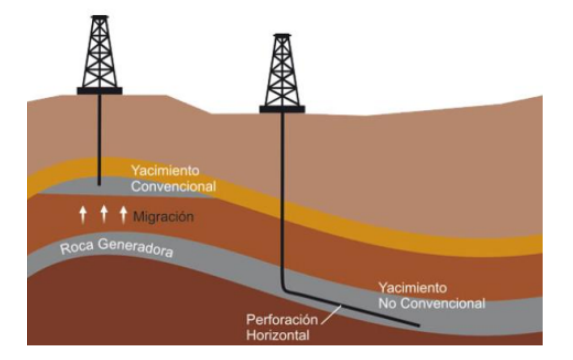 Yacimiento
Convencional
Migración
Roca Generadora
Yacimiento
No Convencional
Perforación
Horizontal